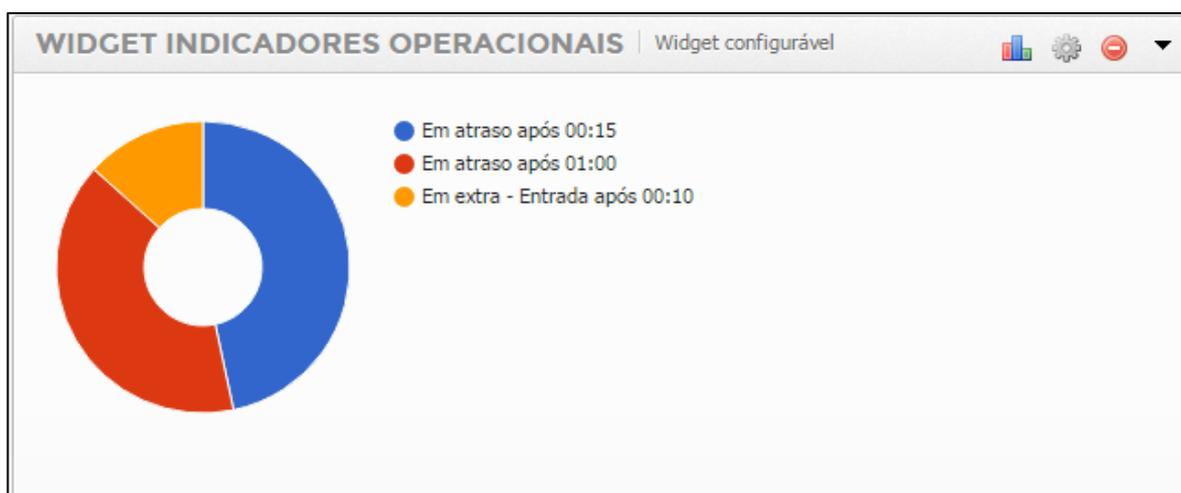 WIDGET INDICADORES OPERACIONAIS Widget configurável
Em atraso após 00:15
Em atraso após 01:00
Em extra - Entrada após 00:10